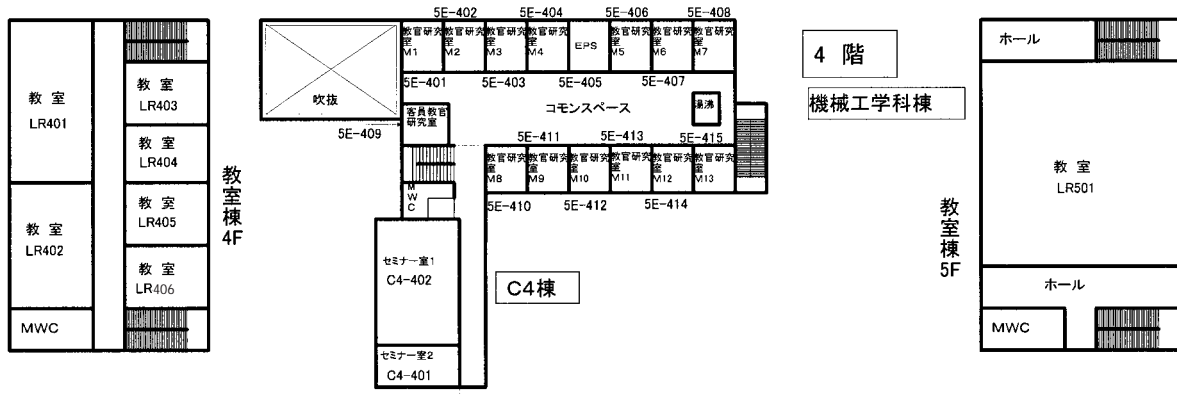 教 室
LR401
教 室
LR402
MWC
教 室
LR403
教 室
LR404
教 室
LR405
教 室
LR406
教室棟4F
吹抜
5E-402
5E-404
5E-406
5E-408
教官研究室
M1
教官研究室
M2
教官研究室
M3
教官研究室
M4
EPS
教官研究室
M5
教官研究室
M6
教官研究室
M7
5E-401
5E-403
5E-405
5E-407
コモンスペース
湯沸
客員教官
研究室
5E-409
5E-411
5E-413
5E-415
教官研究室
M8
教官研究室
M9
教官研究室
M10
教官研究室
M11
教官研究室
M12
教官研究室
M13
5E-410
5E-412
5E-414
MWC
セミナー室1
C4-402
セミナー室2
C4-401
C4棟
4 階
機械工学科棟
教室棟5F
ホール
教 室
LR501
ホール
MWC